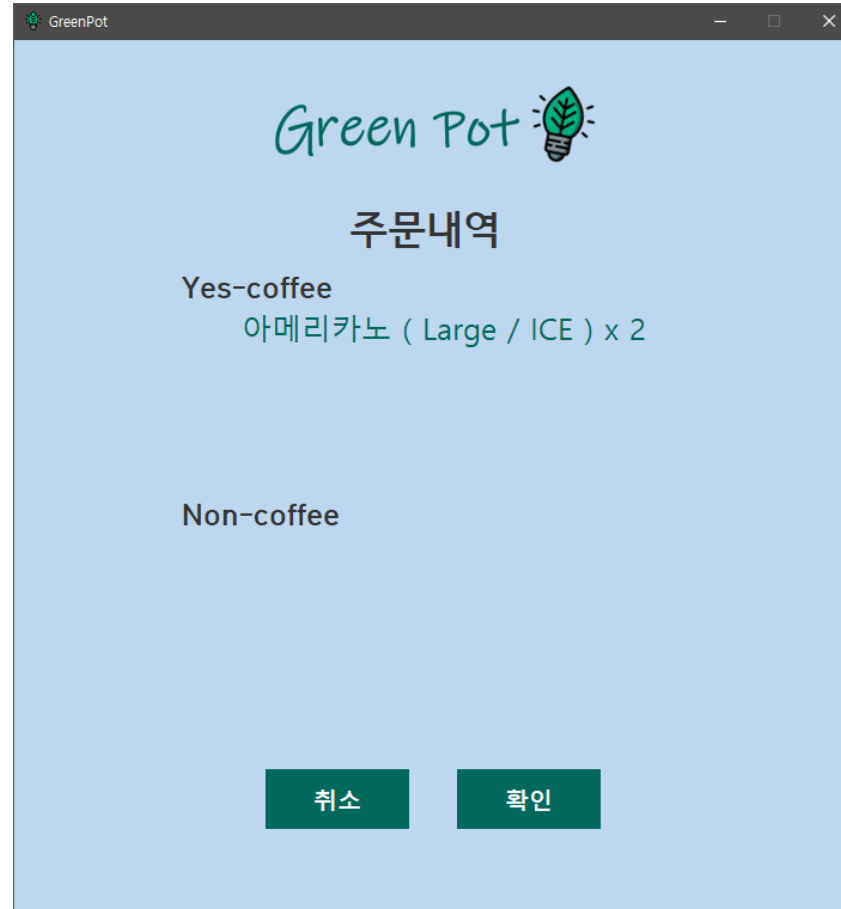 GreenPot
Green Pot
주문내역
Yes-coffee
아메리카노 ( Large / ICE ) x 2
Non-coffee
취소 확인